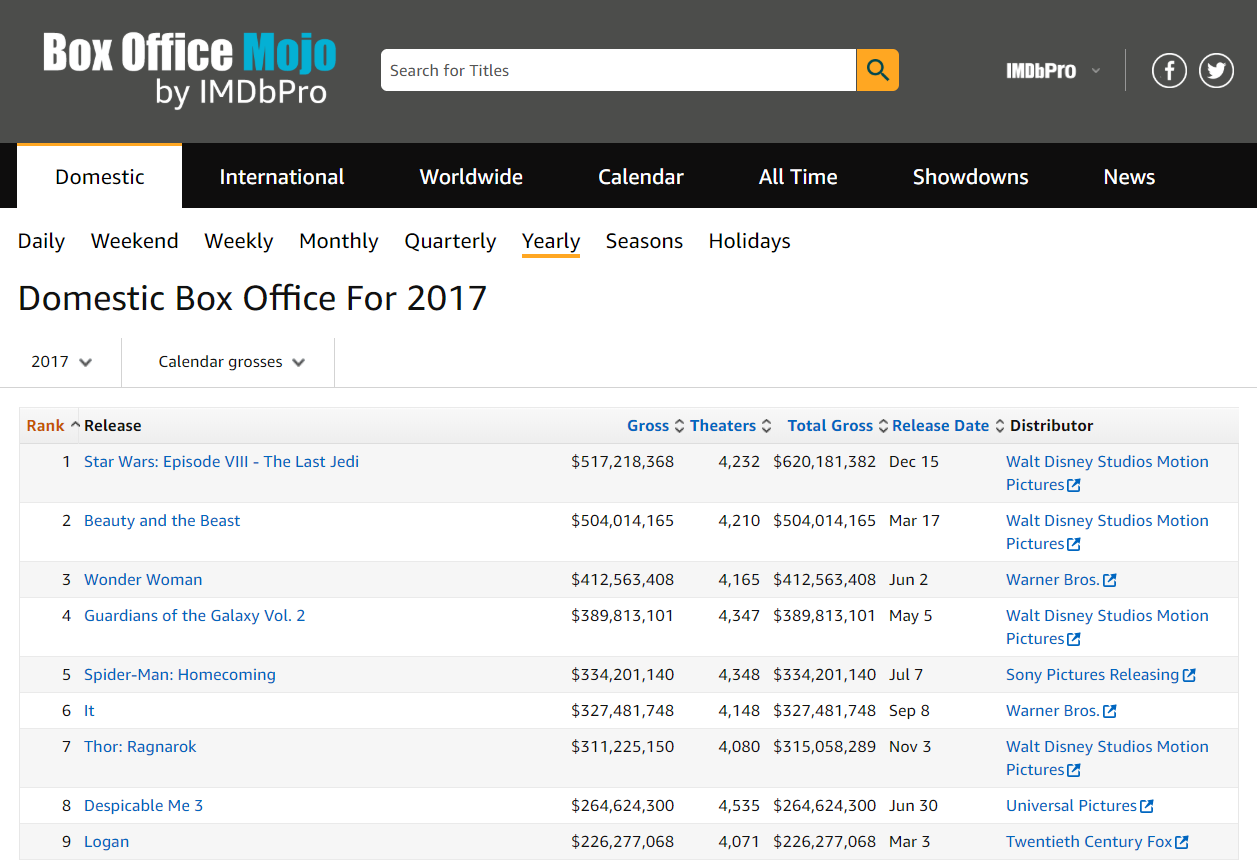 Box Office Mojo
by IMDbPro
Search for Titles
IMDbPro
Domestic International Worldwide Calendar All Time Showdowns News
Daily Weekend Weekly Monthly Quarterly Yearly Seasons Holidays
Domestic Box Office For 2017
2017 Calendar grosses
Rank Release Gross Theaters Total Gross Release Date Distributor
1 Star Wars: Episode VIII - The Last Jedi $517,218,368 4,232 $620,181,382 Dec 15 Walt Disney Studios Motion
Pictures
2 Beauty and the Beast $504,014,165 4,210 $504,014,165 Mar 17 Walt Disney Studios Motion
Pictures
3 Wonder Woman $412,563,408 4,165 $412,563,408 Jun 2 Warner Bros.
4 Guardians of the Galaxy Vol. 2 $389,813,101 4,347 $389,813,101 May 5 Walt Disney Studios Motion
Pictures
5 Spider-Man: Homecoming $334,201,140 4,348 $334,201,140 Jul 7 Sony Pictures Releasing
6 It $327,481,748 4,148 $327,481,748 Sep 8 Warner Bros.
7 Thor: Ragnarok $311,225,150 4,080 $315,058,289 Nov 3 Walt Disney Studios Motion
Pictures
8 Despicable Me 3 $264,624,300 4,535 $264,624,300 Jun 30 Universal Pictures
9 Logan $226,277,068 4,071 $226,277,068 Mar 3 Twentieth Century Fox